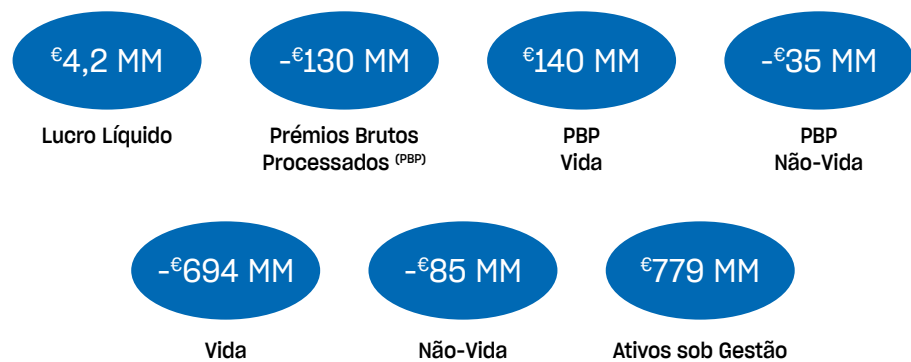 €4,2 MM
Lucro Líquido
-€130 MM
Prémios Brutos
Processados (PBP)
€140 MM
PBP
Vida
-€35 MM
PBP
Não-Vida
-€694 MM
Vida
-€85 MM
Não-Vida
€779 MM
Ativos sob Gestão